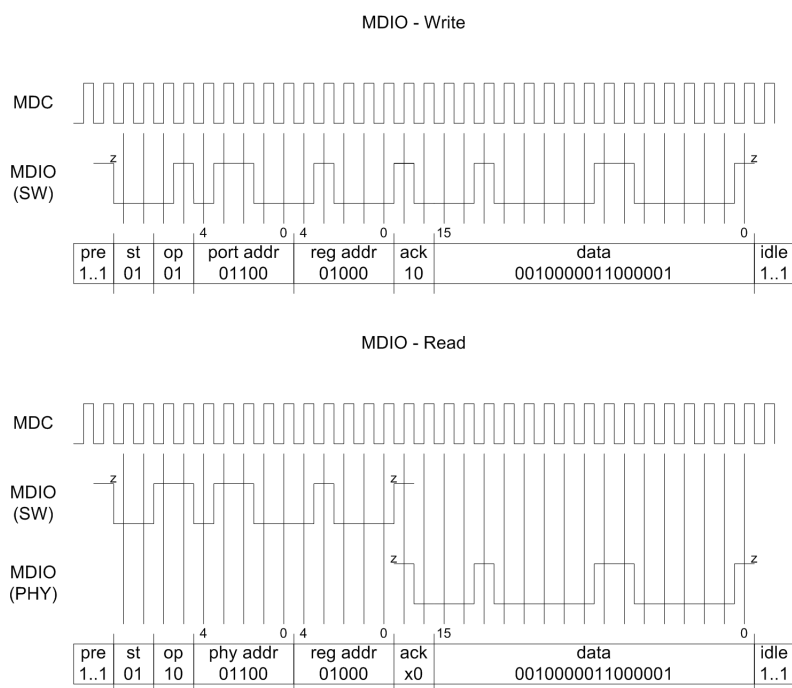 MDIO - Write
MDC
z z
MDIO
(SW)
4 0 4 0 15 0
pre st op port addr reg addr ack data idle
1..1 01 01 01100 01000 10 0010000011000001 1..1
MDIO - Read
MDC
z z
MDIO
(SW)
z z
MDIO
(PHY)
4 0 4 0 15 0
pre st op phy addr reg addr ack data idle
1..1 01 10 01100 01000 x0 0010000011000001 1..1